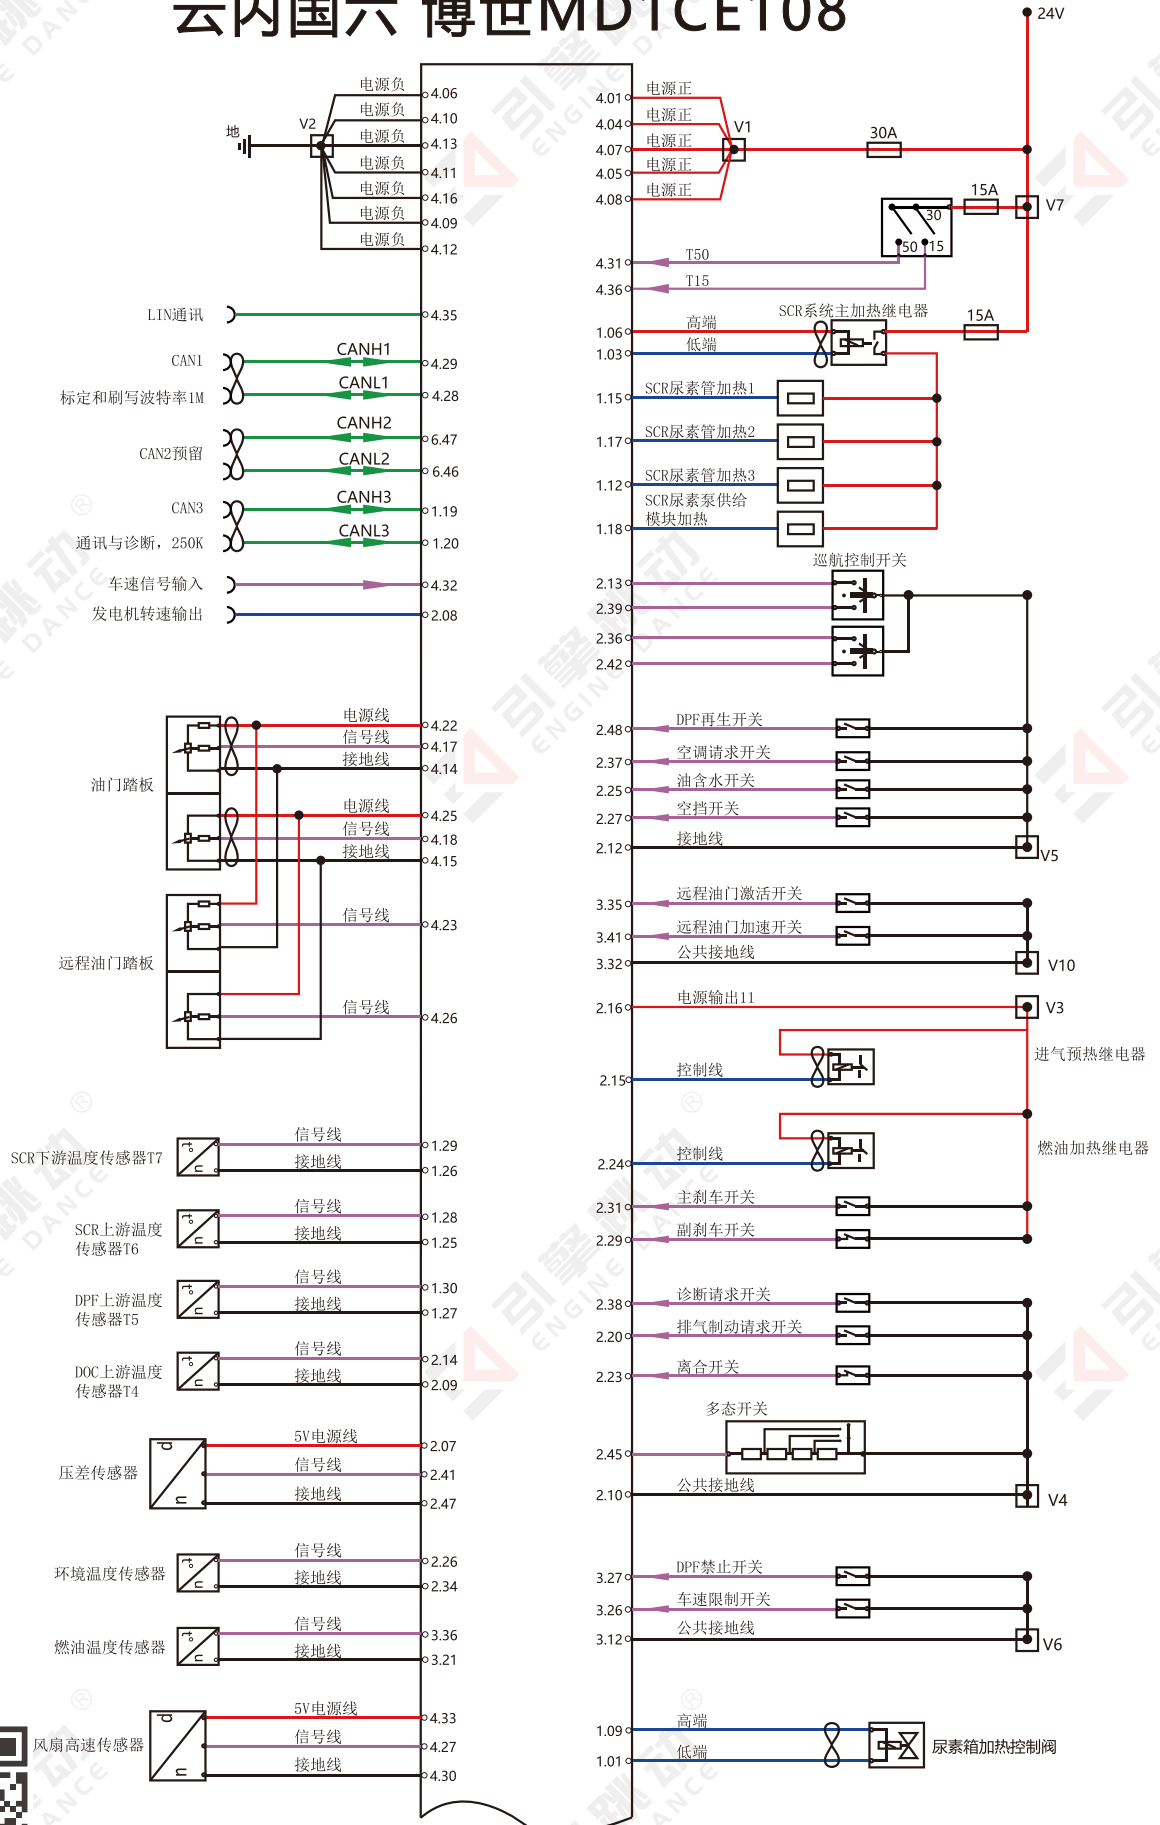 云内国六 博世MD1CE108
24V
电源负 4.06
电源负 4.10
电源负 4.13
电源负 4.11
电源负 4.16
电源负 4.09
电源负 4.12
地
V2
4.01 电源正
4.04 电源正
4.07 电源正
4.05 电源正
4.08 电源正
V1
30A
15A
V7
30
50 15
4.31 T50
4.36 T15
SCR系统主加热继电器
1.06 高端
15A
1.03 低端
LIN通讯 4.35
CAN1
CANH1 4.29
CANL1 4.28
标定和刷写波特率1M
CAN2预留
CANH2 6.47
CANL2 6.46
CAN3
CANH3 1.19
CANL3 1.20
通讯与诊断，250K
车速信号输入 4.32
发电机转速输出 2.08
1.15 SCR尿素管加热1
1.17 SCR尿素管加热2
1.12 SCR尿素管加热3
SCR尿素泵供给
1.18 模块加热
巡航控制开关
2.13
2.39
2.36
2.42
油门踏板
电源线 4.22
信号线 4.17
接地线 4.14
电源线 4.25
信号线 4.18
接地线 4.15
远程油门踏板
信号线 4.23
信号线 4.26
2.48 DPF再生开关
2.37 空调请求开关
2.25 油含水开关
2.27 空挡开关
2.12 接地线
V5
3.35 远程油门激活开关
3.41 远程油门加速开关
3.32 公共接地线
V10
2.16 电源输出11
V3
进气预热继电器
2.15 控制线
燃油加热继电器
2.24 控制线
2.31 主刹车开关
2.29 副刹车开关
SCR下游温度传感器T7
t°
u
信号线 1.29
接地线 1.26
SCR上游温度
传感器T6
t°
u
信号线 1.28
接地线 1.25
DPF上游温度
传感器T5
t°
u
信号线 1.30
接地线 1.27
DOC上游温度
传感器T4
t°
u
信号线 2.14
接地线 2.09
压差传感器
p
u
5V电源线 2.07
信号线 2.41
接地线 2.47
环境温度传感器
t°
u
信号线 2.26
接地线 2.34
燃油温度传感器
t°
u
信号线 3.36
接地线 3.21
风扇高速传感器
p
u
5V电源线 4.33
信号线 4.27
接地线 4.30
2.38 诊断请求开关
2.20 排气制动请求开关
2.23 离合开关
多态开关
2.45
2.10 公共接地线
V4
3.27 DPF禁止开关
3.26 车速限制开关
3.12 公共接地线
V6
1.09 高端
1.01 低端
尿素箱加热控制阀
引擎跳动
ENGINE DANCE
®